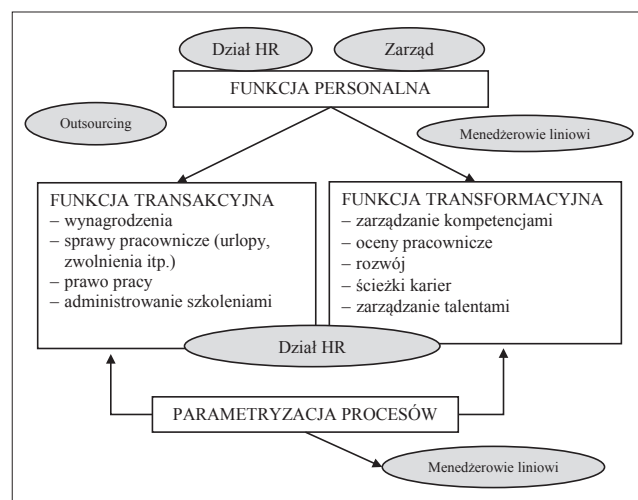 Dział HR
Zarząd
FUNKCJA PERSONALNA
Outsourcing
Menedżerowie liniowi
FUNKCJA TRANSAKCYJNA
– wynagrodzenia
– sprawy pracownicze (urlopy,
zwolnienia itp.)
– prawo pracy
– administrowanie szkoleniami
FUNKCJA TRANSFORMACYJNA
– zarządzanie kompetencjami
– oceny pracownicze
– rozwój
– ścieżki karier
– zarządzanie talentami
Dział HR
PARAMETRYZACJA PROCESÓW
Menedżerowie liniowi